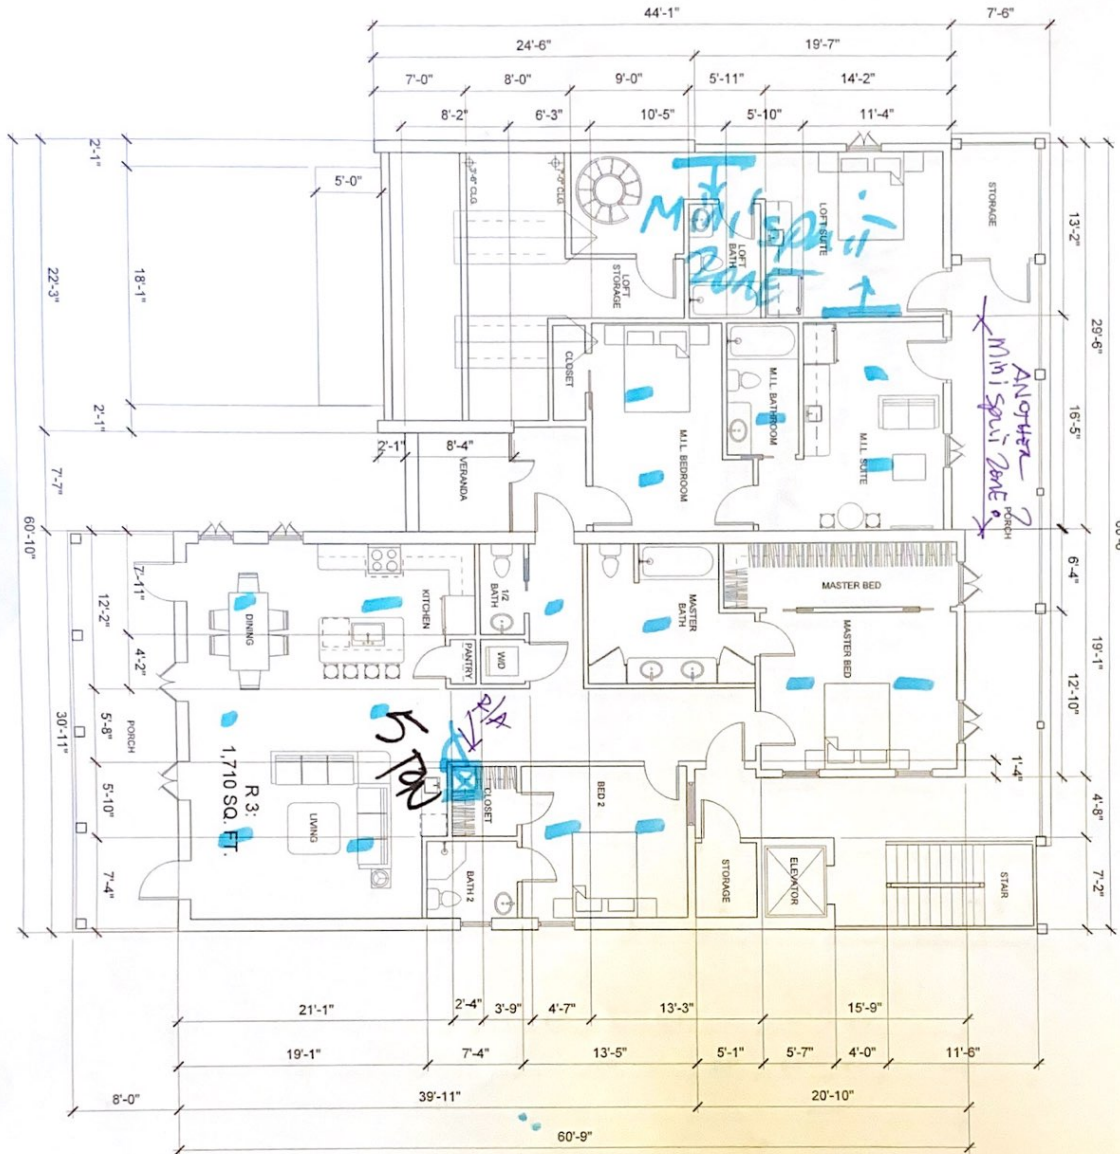 44'-1"
7'-6"
24'-6"
19'-7"
7'-0"
8'-0"
9'-0"
5'-11"
14'-2"
8'-2"
6'-3"
10'-5"
5'-10"
11'-4"
2'-1"
5'-0"
7'-6" CLG
7'-0" CLG
STORAGE
13'-2"
LOFT SUITE
LOFT
BATH
LOFT
STORAGE
Mini split
ZONE
22'-3"
18'-1"
29'-6"
ANOTHER
Mini split ZONE?
CLOSET
M.I.L. BATHROOM
M.I.L. BEDROOM
M.I.L. SUITE
16'-5"
2'-1"
2'-1"
8'-4"
VERANDA
7'-7"
PORCH
60'-10"
7'-11"
12'-2"
4'-2"
DINING
KITCHEN
1/2
BATH
PANTRY
W/D
MASTER
BATH
MASTER BED
MASTER BED
6'-4"
19'-1"
12'-10"
1'-4"
30'-11"
5'-8"
PORCH
5'-10"
7'-4"
R 3:
1,710 SQ. FT.
LIVING
5 TON
R/A
CLOSET
BATH 2
BED 2
STORAGE
ELEVATOR
STAIR
4'-8"
7'-2"
21'-1"
2'-4"
3'-9"
4'-7"
13'-3"
15'-9"
19'-1"
7'-4"
13'-5"
5'-1"
5'-7"
4'-0"
11'-6"
8'-0"
39'-11"
20'-10"
60'-9"